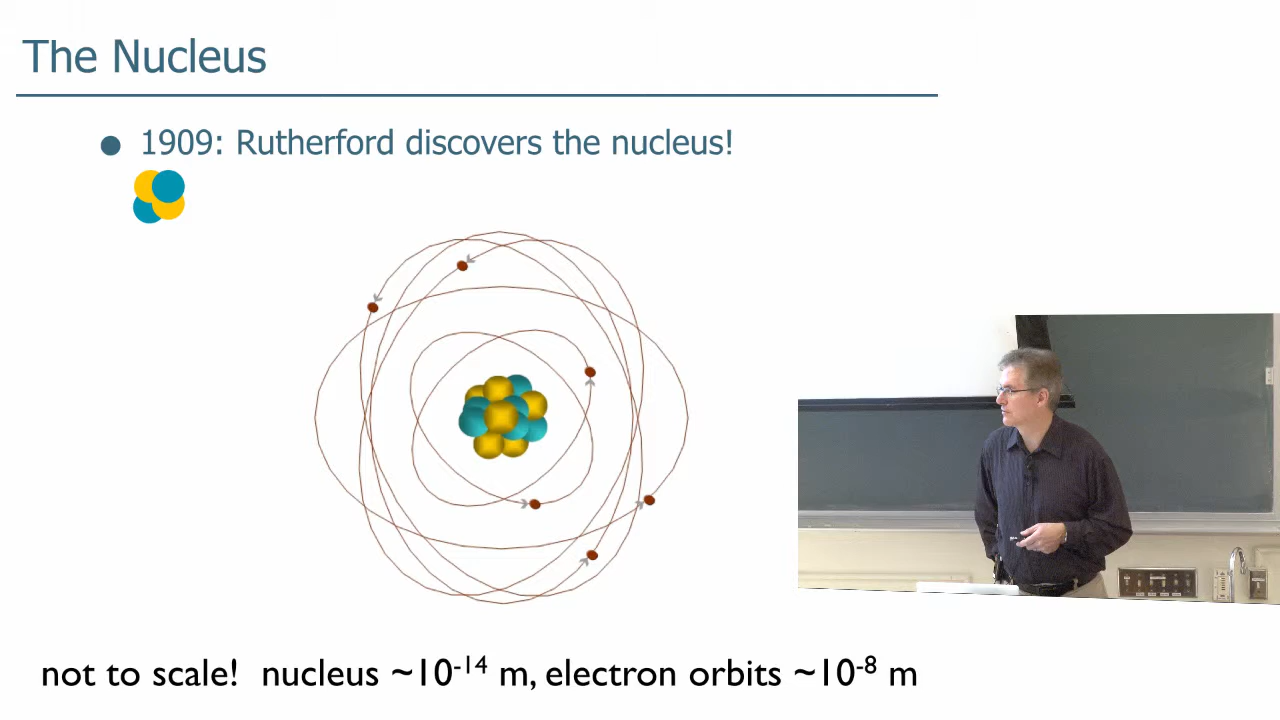 The Nucleus
• 1909: Rutherford discovers the nucleus!
not to scale! nucleus ~10⁻¹⁴ m, electron orbits ~10⁻⁸ m